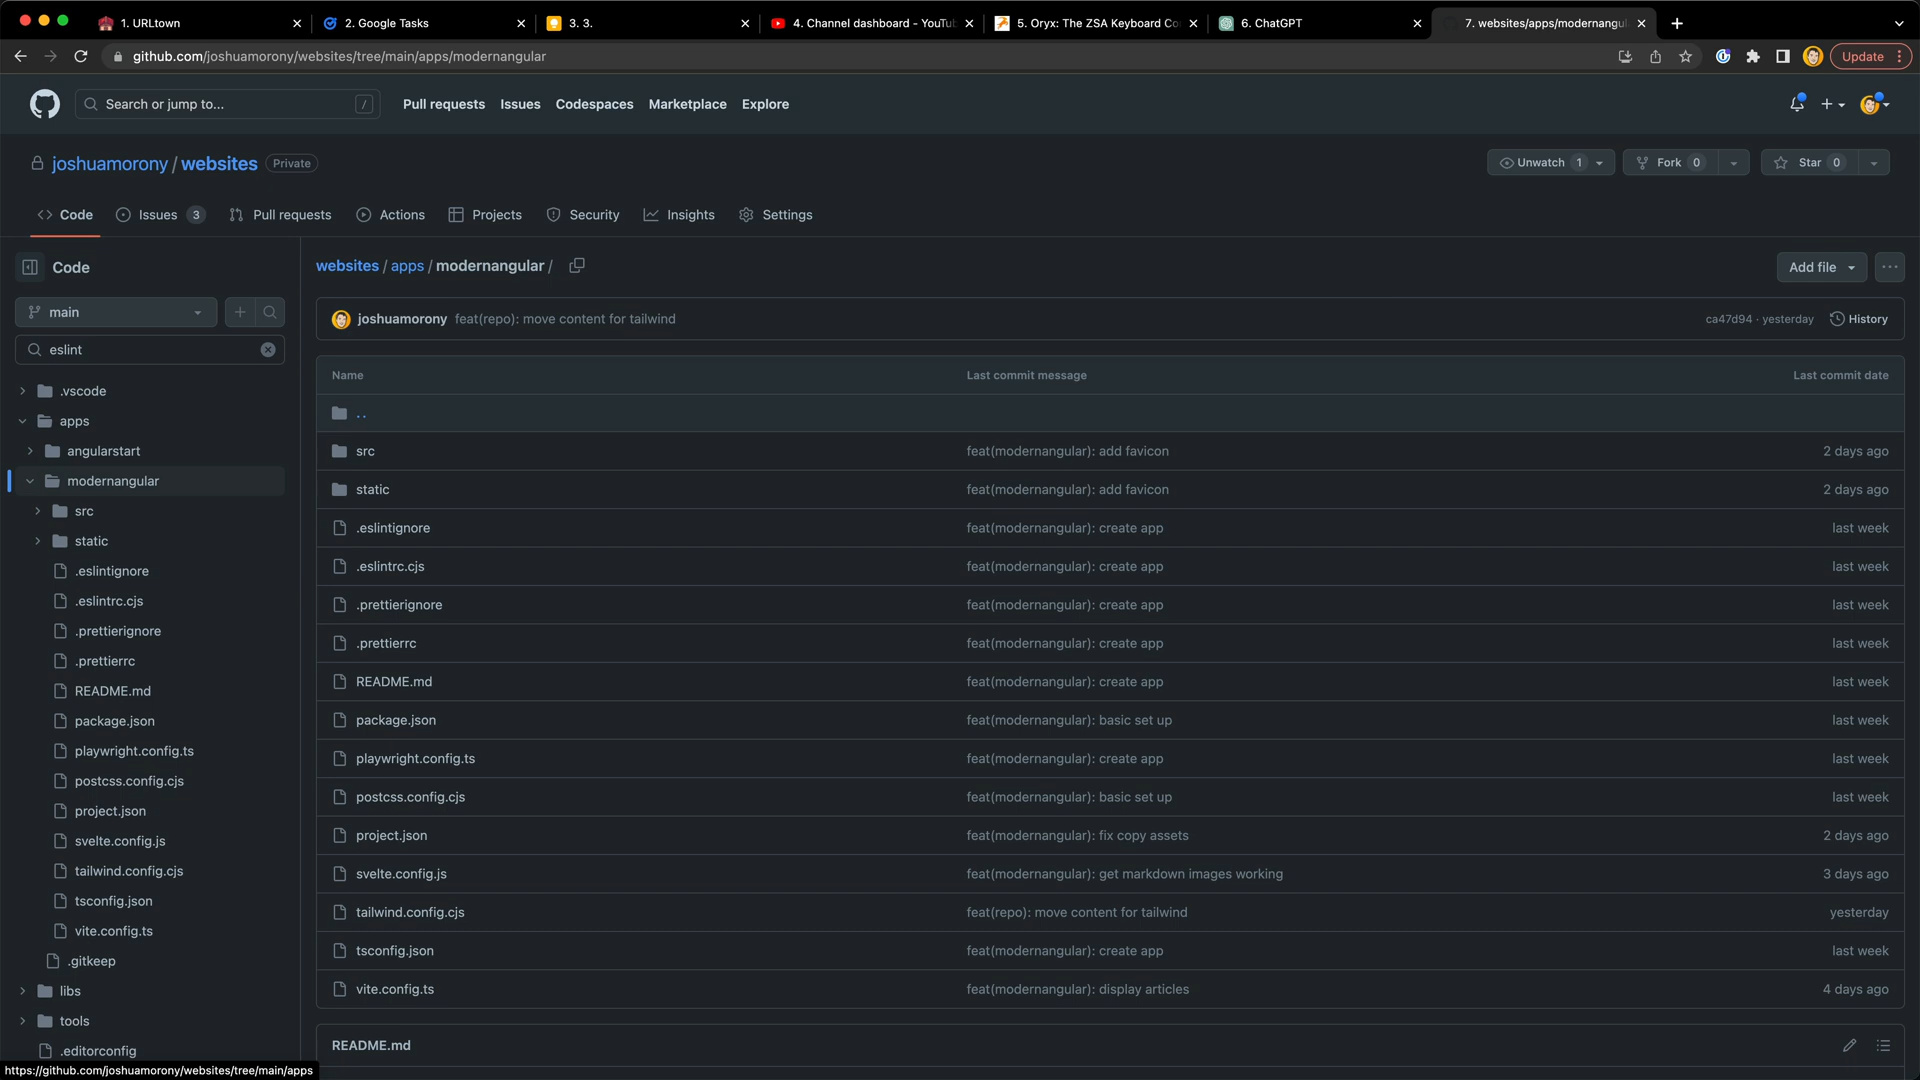 1. URLtown
2. Google Tasks
3. 3.
4. Channel dashboard - YouTu
5. Oryx: The ZSA Keyboard Co
6. ChatGPT
7. websites/apps/modernangul
github.com/joshuamorony/websites/tree/main/apps/modernangular
Update
Search or jump to...
/
Pull requests
Issues
Codespaces
Marketplace
Explore
joshuamorony / websites
Private
Unwatch 1
Fork 0
Star 0
Code
Issues 3
Pull requests
Actions
Projects
Security
Insights
Settings
Code
main
eslint
.vscode
apps
angularstart
modernangular
src
static
.eslintignore
.eslintrc.cjs
.prettierignore
.prettierrc
README.md
package.json
playwright.config.ts
postcss.config.cjs
project.json
svelte.config.js
tailwind.config.cjs
tsconfig.json
vite.config.ts
.gitkeep
libs
tools
.editorconfig
https://github.com/joshuamorony/websites/tree/main/apps
websites / apps / modernangular /
Add file
joshuamorony feat(repo): move content for tailwind
ca47d94 · yesterday
History
Name Last commit message Last commit date
..
src feat(modernangular): add favicon 2 days ago
static feat(modernangular): add favicon 2 days ago
.eslintignore feat(modernangular): create app last week
.eslintrc.cjs feat(modernangular): create app last week
.prettierignore feat(modernangular): create app last week
.prettierrc feat(modernangular): create app last week
README.md feat(modernangular): create app last week
package.json feat(modernangular): basic set up last week
playwright.config.ts feat(modernangular): create app last week
postcss.config.cjs feat(modernangular): basic set up last week
project.json feat(modernangular): fix copy assets 2 days ago
svelte.config.js feat(modernangular): get markdown images working 3 days ago
tailwind.config.cjs feat(repo): move content for tailwind yesterday
tsconfig.json feat(modernangular): create app last week
vite.config.ts feat(modernangular): display articles 4 days ago
README.md